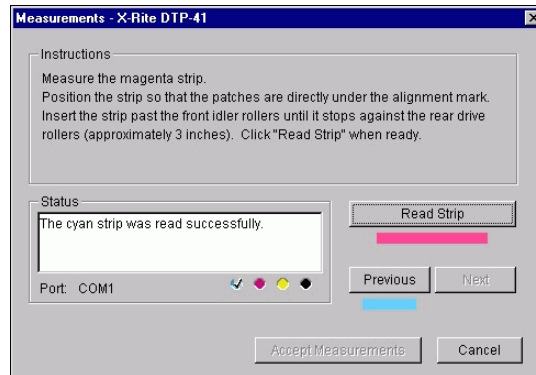 Measurements - X-Rite DTP-41
Instructions
Measure the magenta strip.
Position the strip so that the patches are directly under the alignment mark.
Insert the strip past the front idler rollers until it stops against the rear drive
rollers (approximately 3 inches). Click "Read Strip" when ready.
Status
The cyan strip was read successfully.
Read Strip
Port: COM1
Previous
Next
Accept Measurements
Cancel